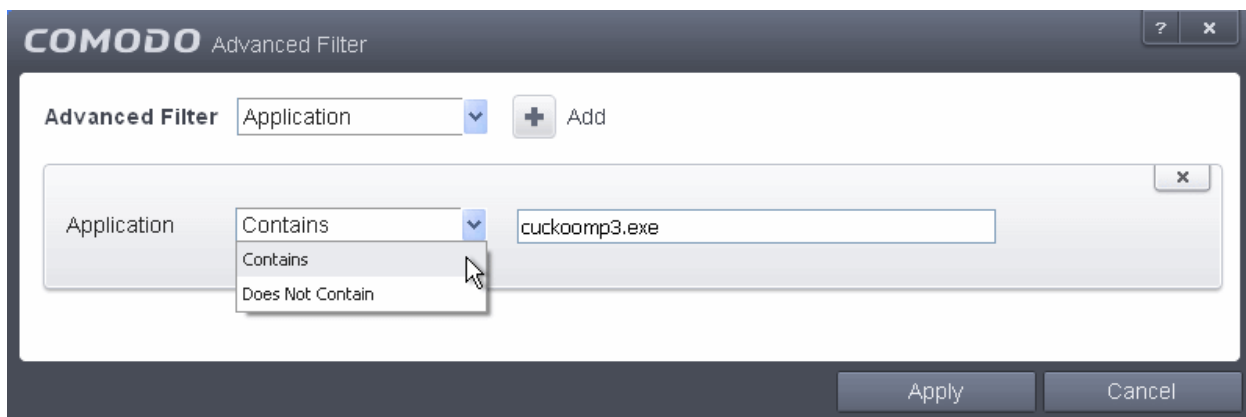 COMODO Advanced Filter ? x
Advanced Filter Application + Add
x
Application Contains cuckoomp3.exe
Contains
Does Not Contain
Apply Cancel